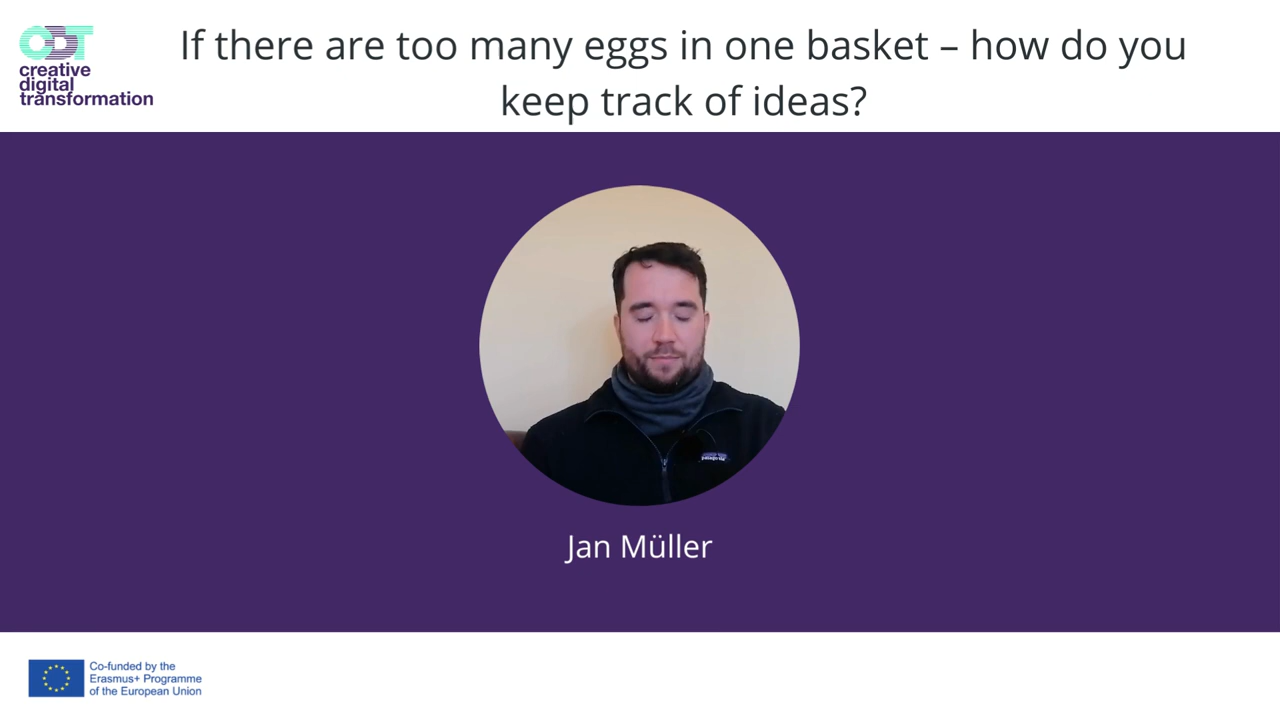 CDT
creative
digital
transformation
If there are too many eggs in one basket – how do you
keep track of ideas?
Jan Müller
Co-funded by the
Erasmus+ Programme
of the European Union